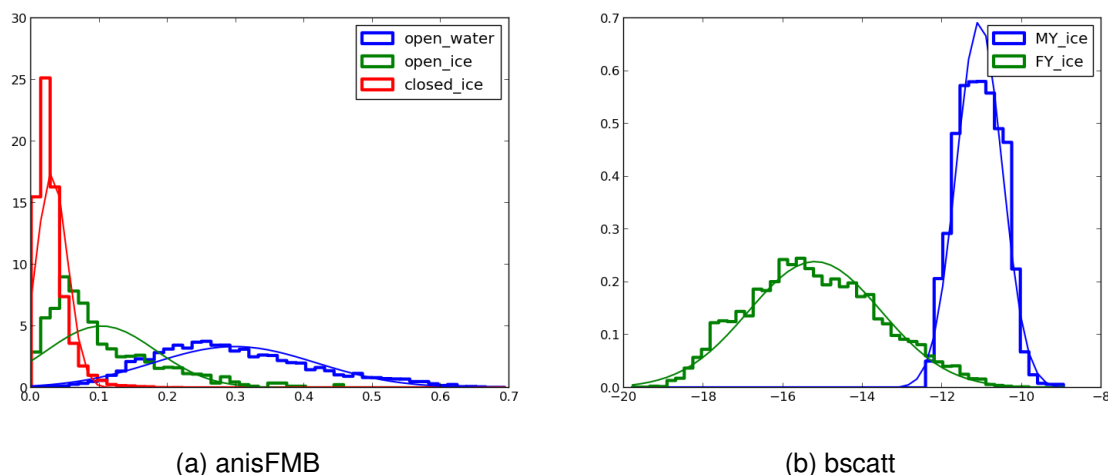 30
25
20
15
10
5
0
0.0 0.1 0.2 0.3 0.4 0.5 0.6 0.7
open_water
open_ice
closed_ice
(a) anisFMB
0.7
0.6
0.5
0.4
0.3
0.2
0.1
0.0
−20 −18 −16 −14 −12 −10 −8
MY_ice
FY_ice
(b) bscatt